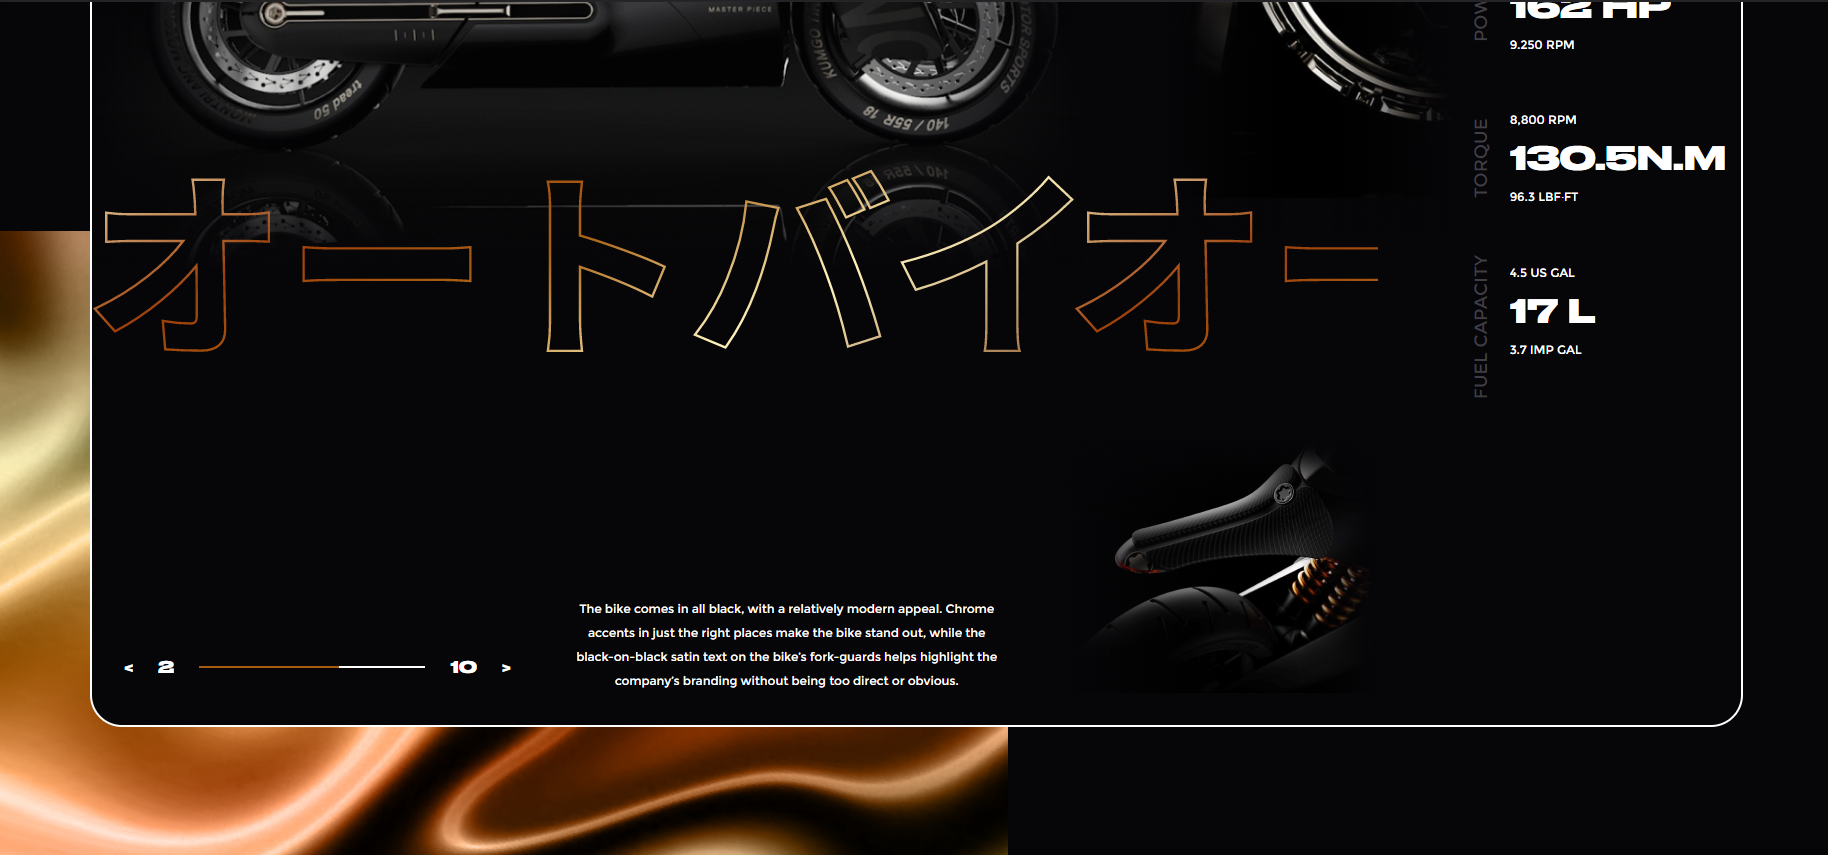 MASTER PIECE
tread 50
KUMGO
OR SPORTS
140 / 55R 18
POW
162 HP
9.250 RPM
TORQUE
8,800 RPM
130.5N.M
96.3 LBF·FT
オートバイオー
FUEL CAPACITY
4.5 US GAL
17 L
3.7 IMP GAL
The bike comes in all black, with a relatively modern appeal. Chrome
accents in just the right places make the bike stand out, while the
black-on-black satin text on the bike's fork-guards helps highlight the
company's branding without being too direct or obvious.
< 2 10 >